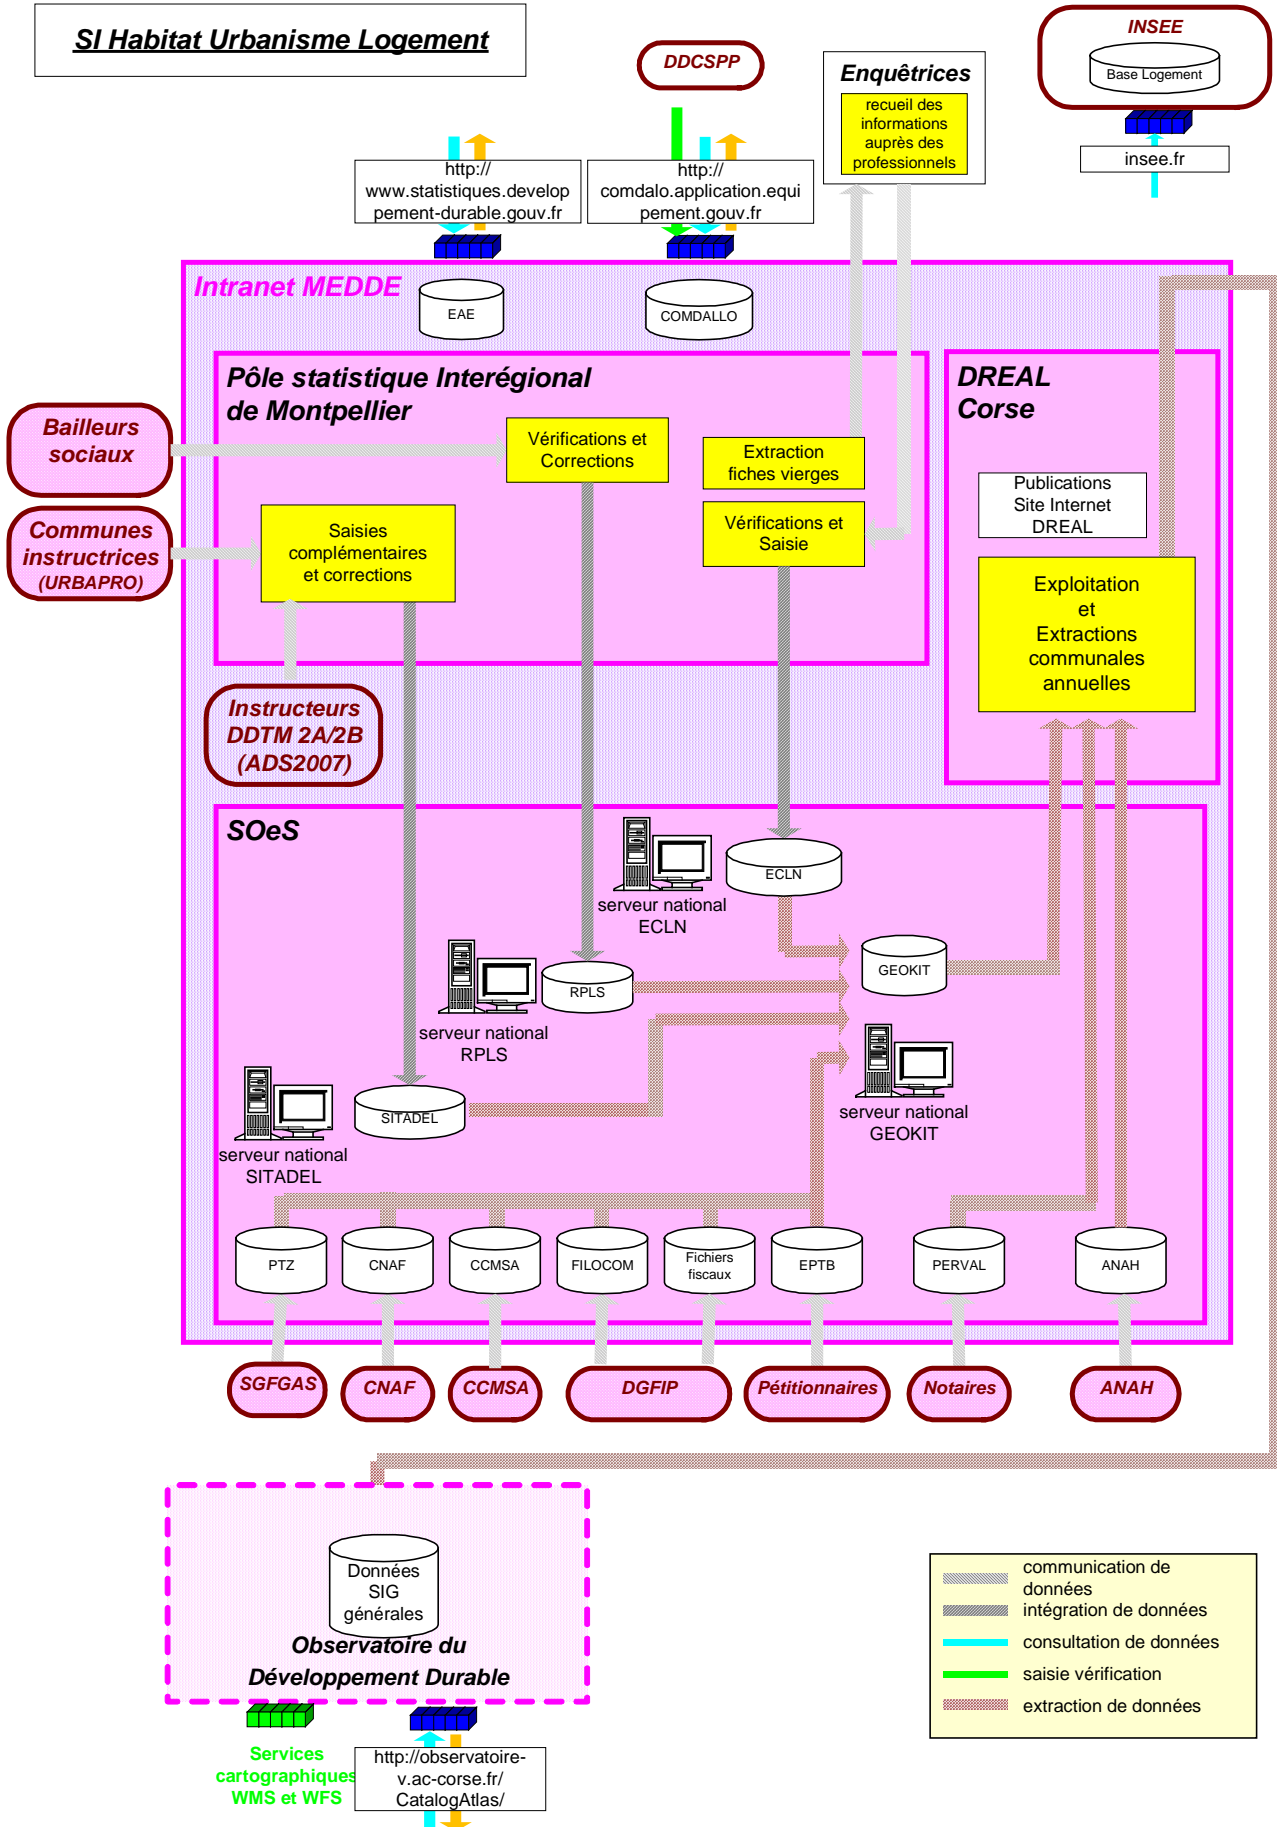 SI Habitat Urbanisme Logement
DDCSPP
Enquêtrices
recueil des
informations
auprès des
professionnels
INSEE
Base Logement
insee.fr
http://
www.statistiques.develop
pement-durable.gouv.fr
http://
comdalo.application.equi
pement.gouv.fr
Intranet MEDDE
EAE
COMDALLO
Pôle statistique Interégional
de Montpellier
DREAL
Corse
Bailleurs
sociaux
Vérifications et
Corrections
Extraction
fiches vierges
Publications
Site Internet
DREAL
Communes
instructrices
(URBAPRO)
Saisies
complémentaires
et corrections
Vérifications et
Saisie
Exploitation
et
Extractions
communales
annuelles
Instructeurs
DDTM 2A/2B
(ADS2007)
SOeS
ECLN
serveur national
ECLN
GEOKIT
RPLS
serveur national
RPLS
SITADEL
serveur national
GEOKIT
serveur national
SITADEL
PTZ
CNAF
CCMSA
FILOCOM
Fichiers
fiscaux
EPTB
PERVAL
ANAH
SGFGAS
CNAF
CCMSA
DGFIP
Pétitionnaires
Notaires
ANAH
Données
SIG
générales
Observatoire du
Développement Durable
Services
cartographiques
WMS et WFS
http://observatoire-
v.ac-corse.fr/
CatalogAtlas/
communication de
données
intégration de données
consultation de données
saisie vérification
extraction de données